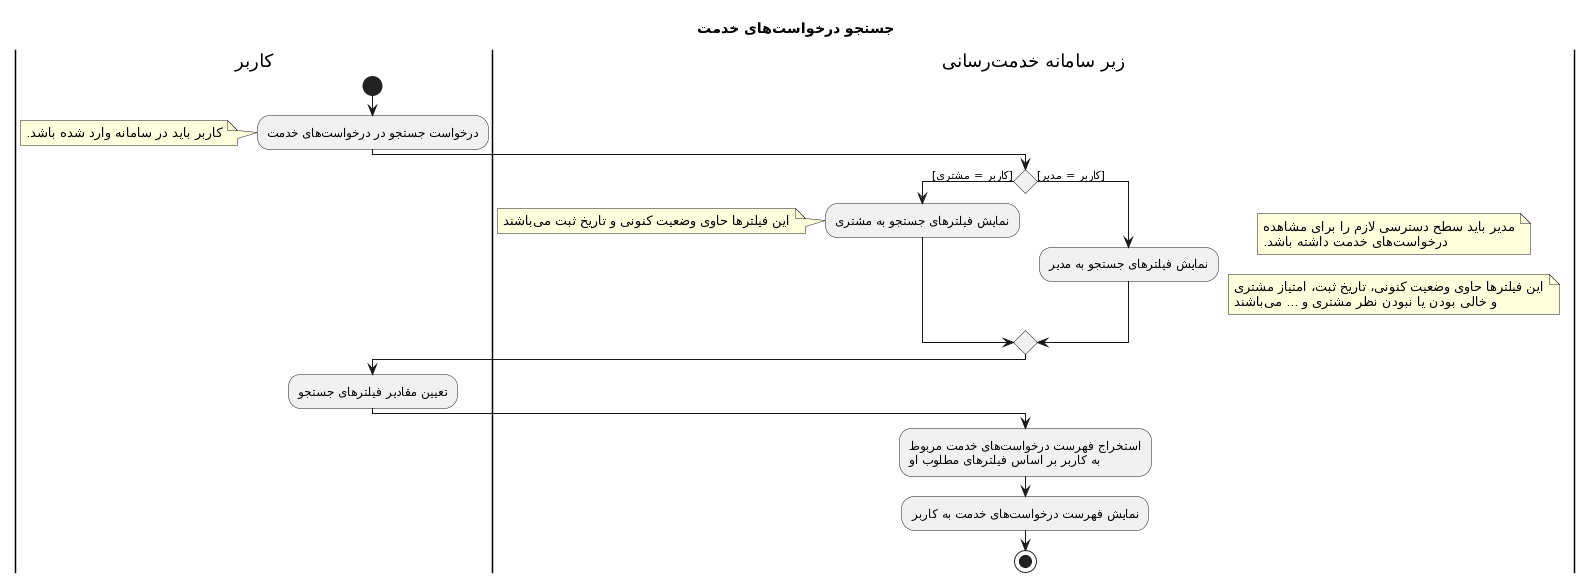 جستجو درخواست‌های خدمت
کاربر
زیر سامانه خدمت‌رسانی
درخواست جستجو در درخواست‌های خدمت
کاربر باید در سامانه وارد شده باشد.
[کاربر = مشتری]
[کاربر = مدیر]
نمایش فیلترهای جستجو به مشتری
این فیلترها حاوی وضعیت کنونی و تاریخ ثبت می‌باشند
نمایش فیلترهای جستجو به مدیر
مدیر باید سطح دسترسی لازم را برای مشاهده
درخواست‌های خدمت داشته باشد.
این فیلترها حاوی وضعیت کنونی، تاریخ ثبت، امتیاز مشتری
و خالی بودن یا نبودن نظر مشتری و ... می‌باشند
تعیین مقادیر فیلترهای جستجو
استخراج فهرست درخواست‌های خدمت مربوط
به کاربر بر اساس فیلترهای مطلوب او
نمایش فهرست درخواست‌های خدمت به کاربر